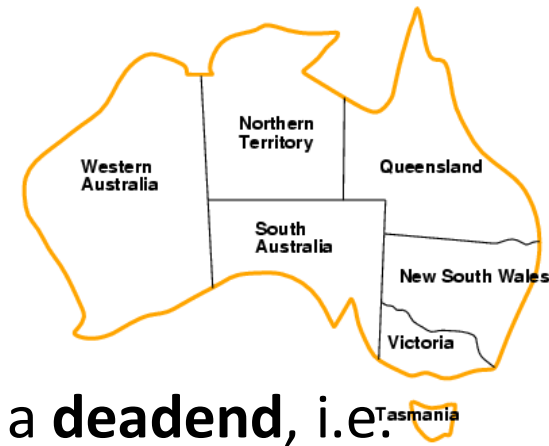 Northern
Territory
Western
Australia
Queensland
South
Australia
New South Wales
Victoria
a deadend, i.e.
Tasmania